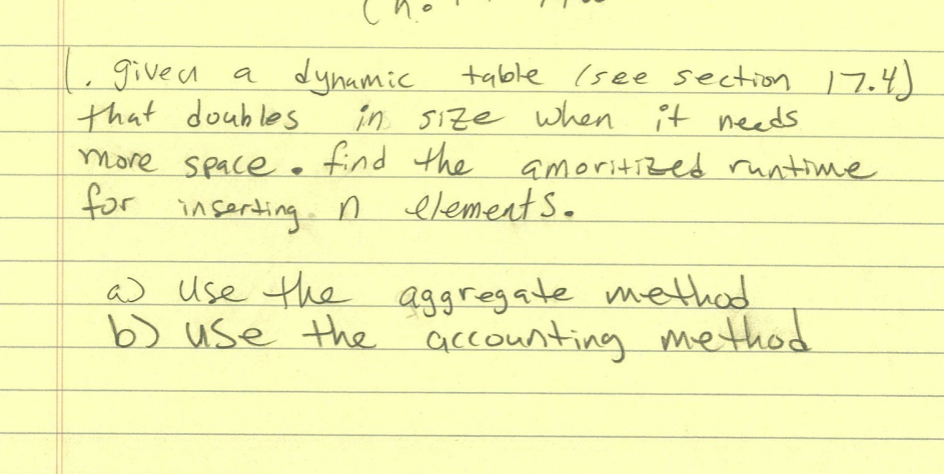 1. given a dynamic table (see section 17.4)
that doubles in size when it needs
more space. find the amoritized runtime
for inserting n elements.
a) Use the aggregate method
b) use the accounting method